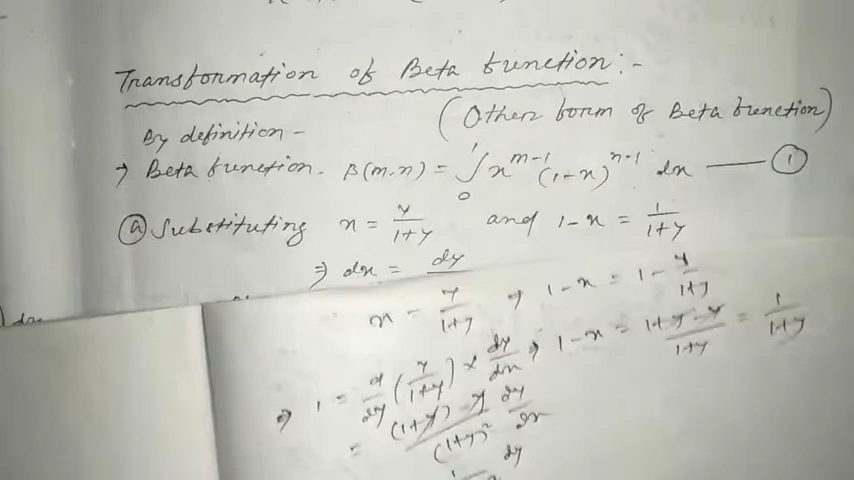 Transformation of Beta function :-
(Other form of Beta function)
By definition -
→ Beta function. β(m.n) = ∫₀¹ x^{m-1} (1-x)^{n-1} dx —— ①
ⓐ Substituting x = y/(1+y) and 1-x = 1/(1+y)
⇒ dx = dy
x = y/(1+y) ⇒ 1-x = 1 - y/(1+y)
⇒ 1-x = (1+y-y)/(1+y) = 1/(1+y)
⇒ 1 = d/dy (y/(1+y)) × dy/dx
= ((1+y) - y)/(1+y)² dy/dx
dy
dx